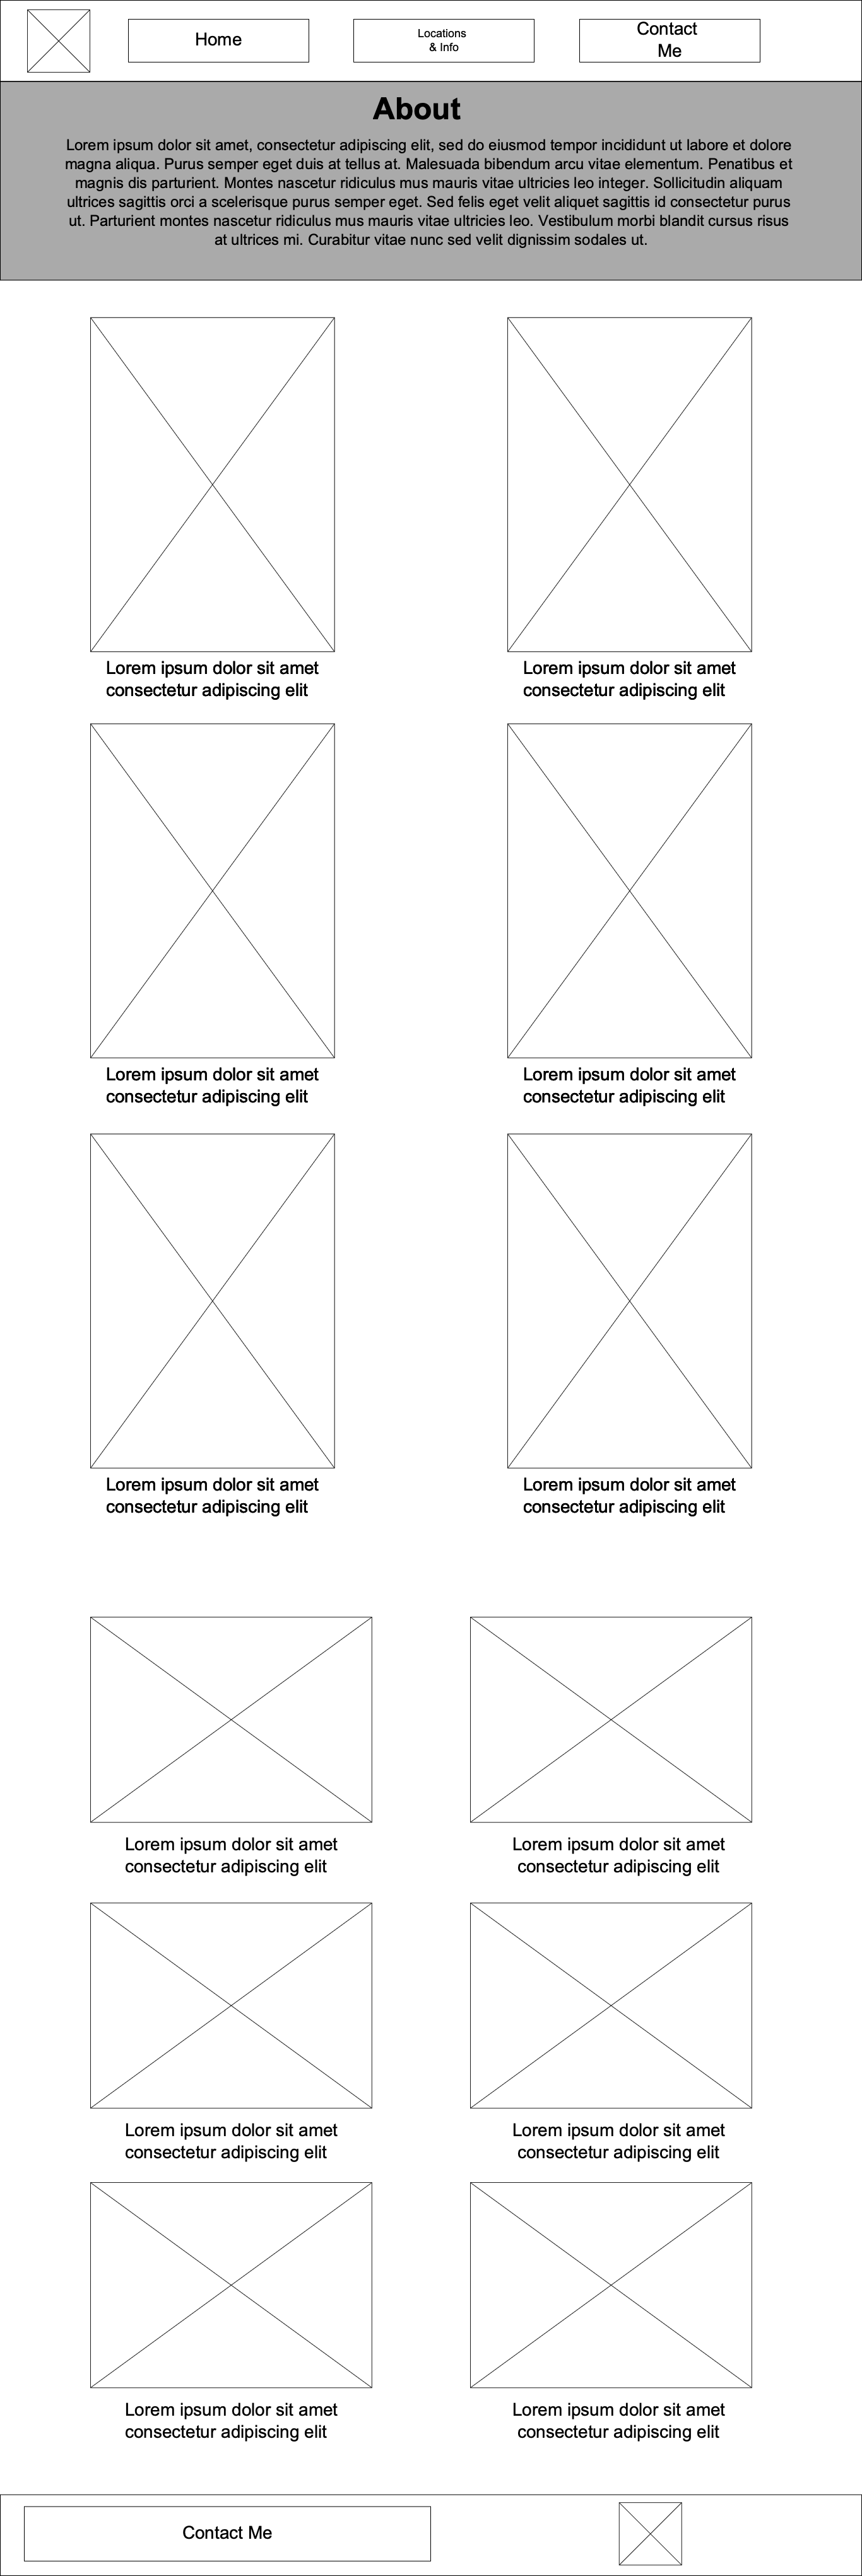 Home
Locations
& Info
Contact
Me
About
Lorem ipsum dolor sit amet, consectetur adipiscing elit, sed do eiusmod tempor incididunt ut labore et dolore
magna aliqua. Purus semper eget duis at tellus at. Malesuada bibendum arcu vitae elementum. Penatibus et
magnis dis parturient. Montes nascetur ridiculus mus mauris vitae ultricies leo integer. Sollicitudin aliquam
ultrices sagittis orci a scelerisque purus semper eget. Sed felis eget velit aliquet sagittis id consectetur purus
ut. Parturient montes nascetur ridiculus mus mauris vitae ultricies leo. Vestibulum morbi blandit cursus risus
at ultrices mi. Curabitur vitae nunc sed velit dignissim sodales ut.
Lorem ipsum dolor sit amet
consectetur adipiscing elit
Lorem ipsum dolor sit amet
consectetur adipiscing elit
Lorem ipsum dolor sit amet
consectetur adipiscing elit
Lorem ipsum dolor sit amet
consectetur adipiscing elit
Lorem ipsum dolor sit amet
consectetur adipiscing elit
Lorem ipsum dolor sit amet
consectetur adipiscing elit
Lorem ipsum dolor sit amet
consectetur adipiscing elit
Lorem ipsum dolor sit amet
consectetur adipiscing elit
Lorem ipsum dolor sit amet
consectetur adipiscing elit
Lorem ipsum dolor sit amet
consectetur adipiscing elit
Lorem ipsum dolor sit amet
consectetur adipiscing elit
Lorem ipsum dolor sit amet
consectetur adipiscing elit
Contact Me